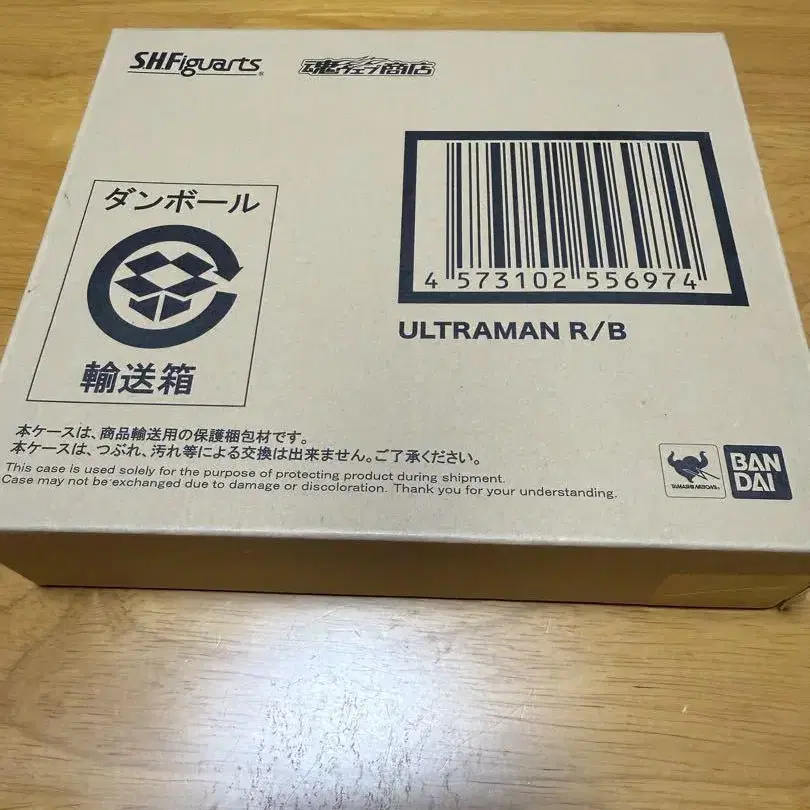 S.H.Figuarts®
魂ウェブ商店
ダンボール
輸送箱
4 573102 556974
ULTRAMAN R/B
本ケースは、商品輸送用の保護梱包材です。
本ケースは、つぶれ、汚れ等による交換は出来ません。ご了承ください。
This case is used solely for the purpose of protecting product during shipment.
Case may not be exchanged due to damage or discoloration. Thank you for your understanding.
TAMASHII NATIONS
BAN
DAI